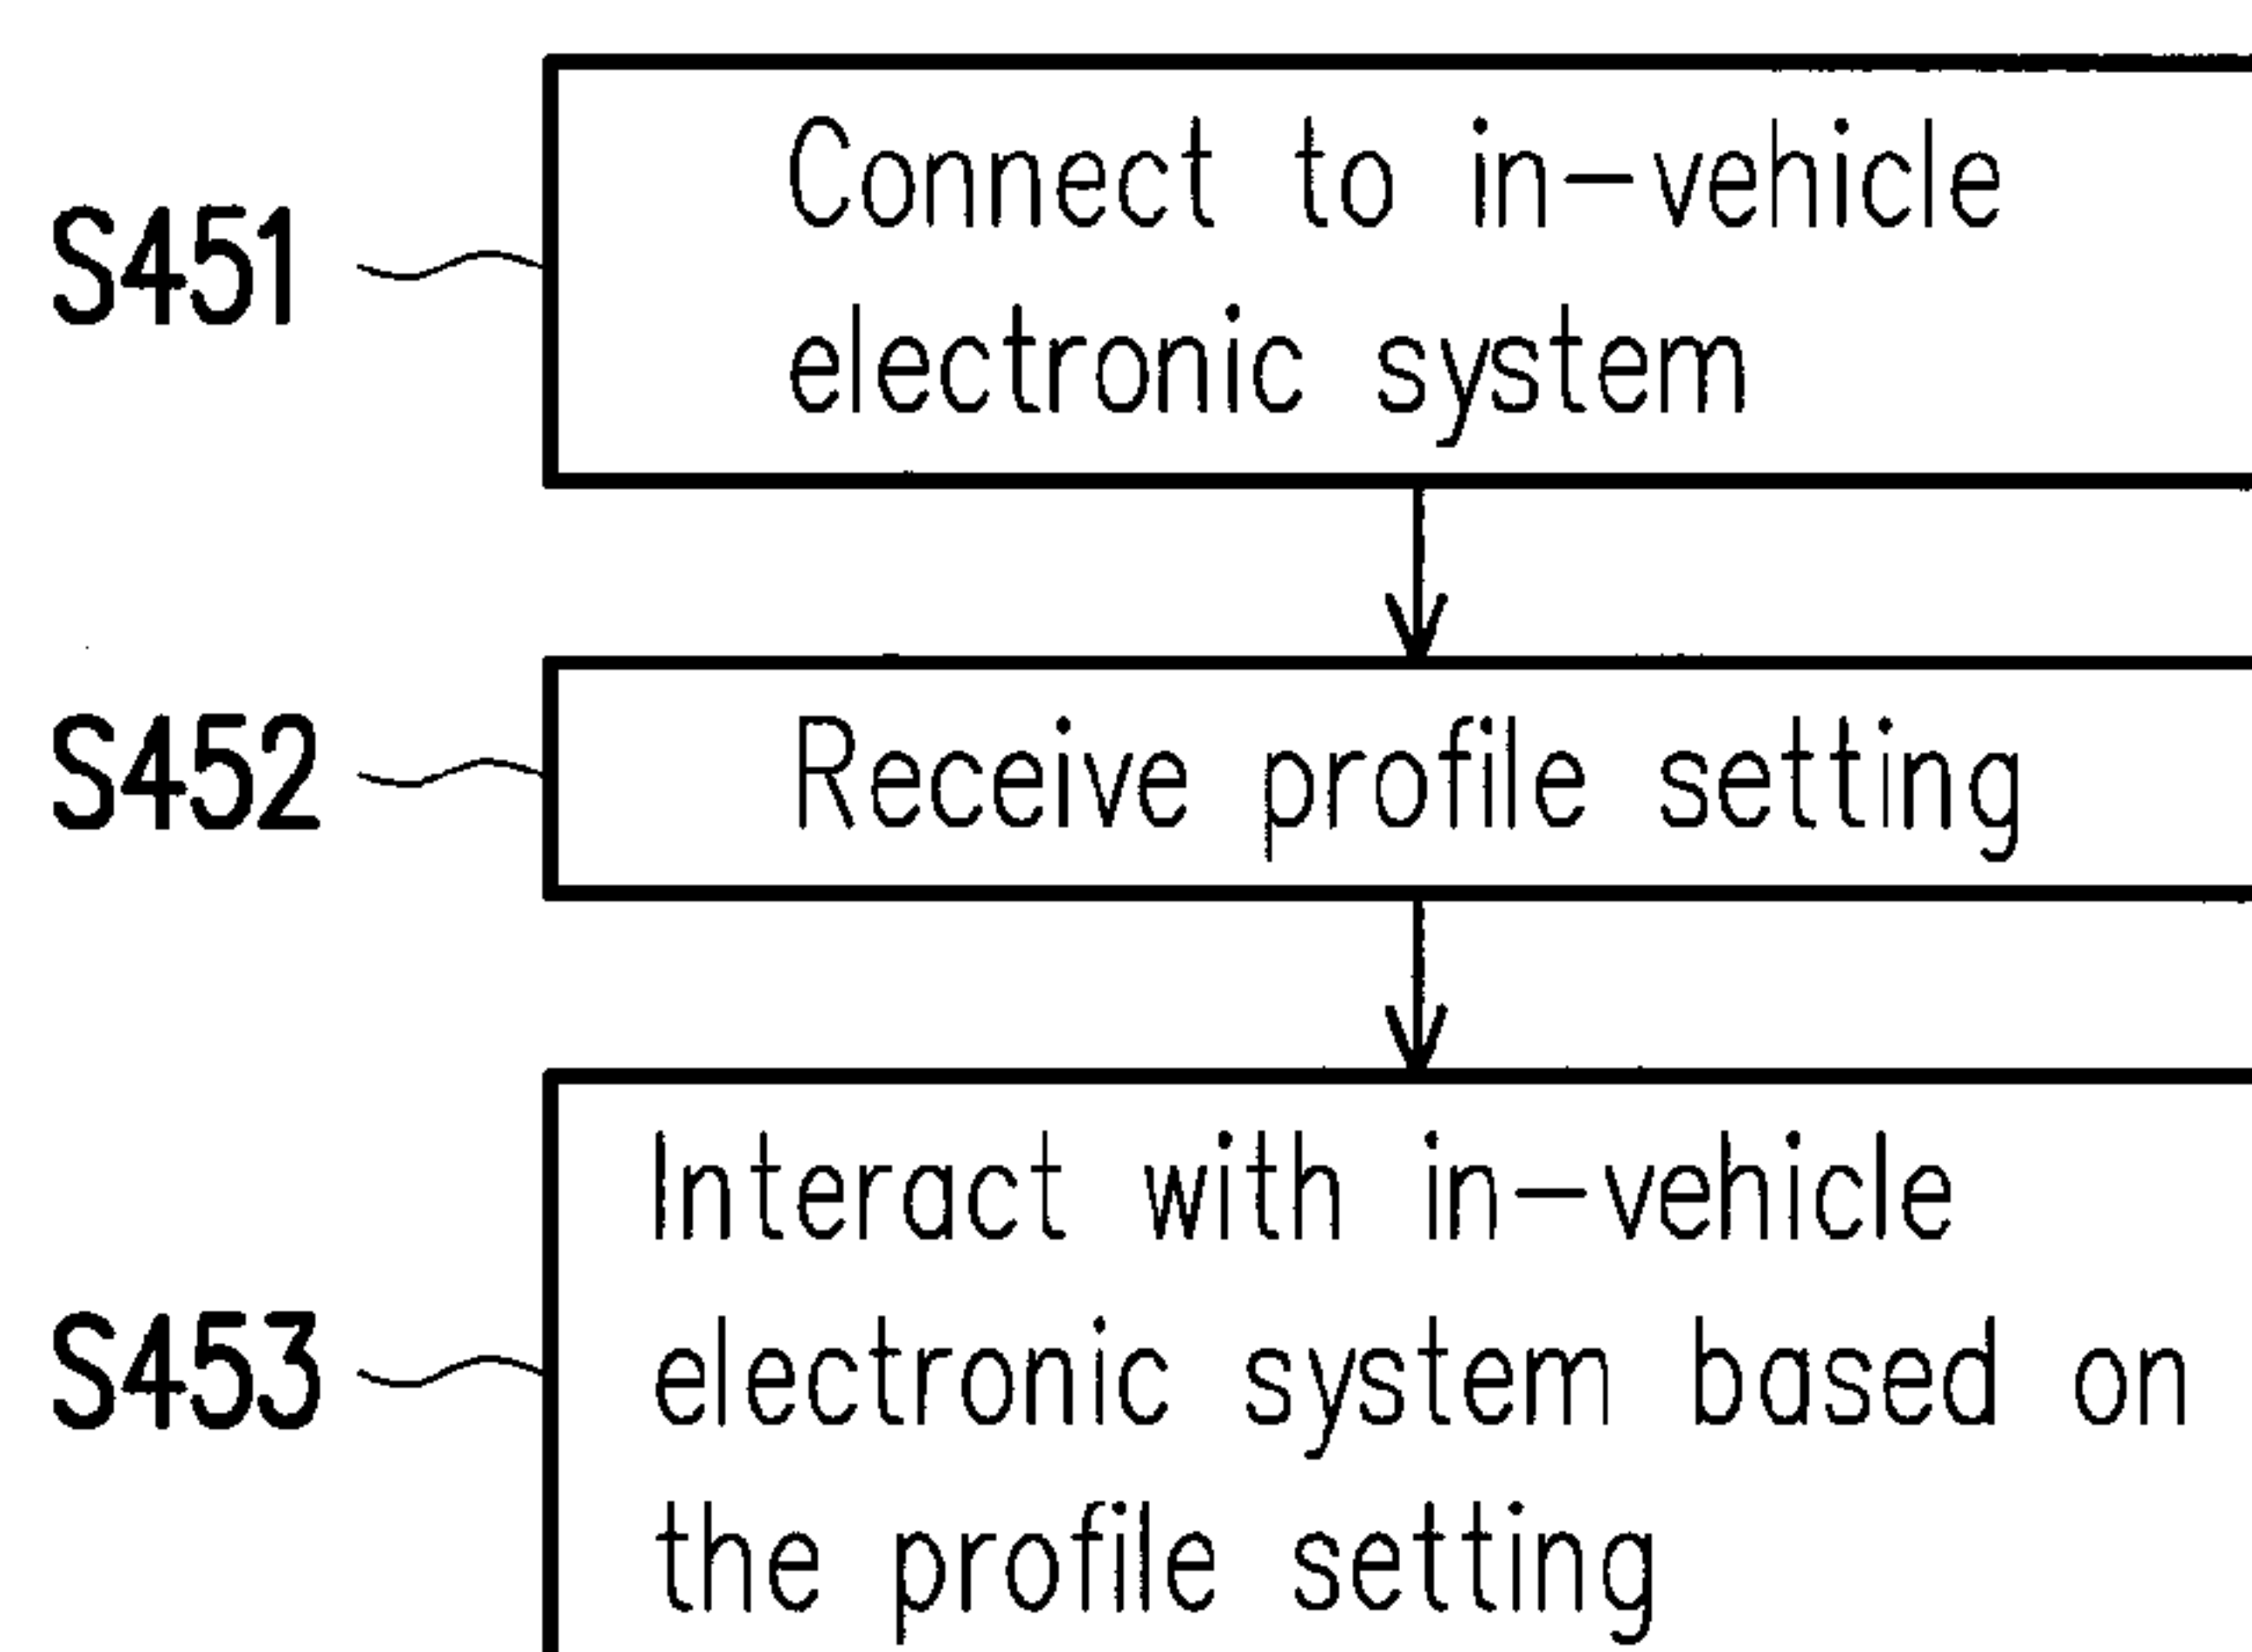 S451
Connect to in-vehicle
electronic system
S452
Receive profile setting
S453
Interact with in-vehicle
electronic system based on
the profile setting